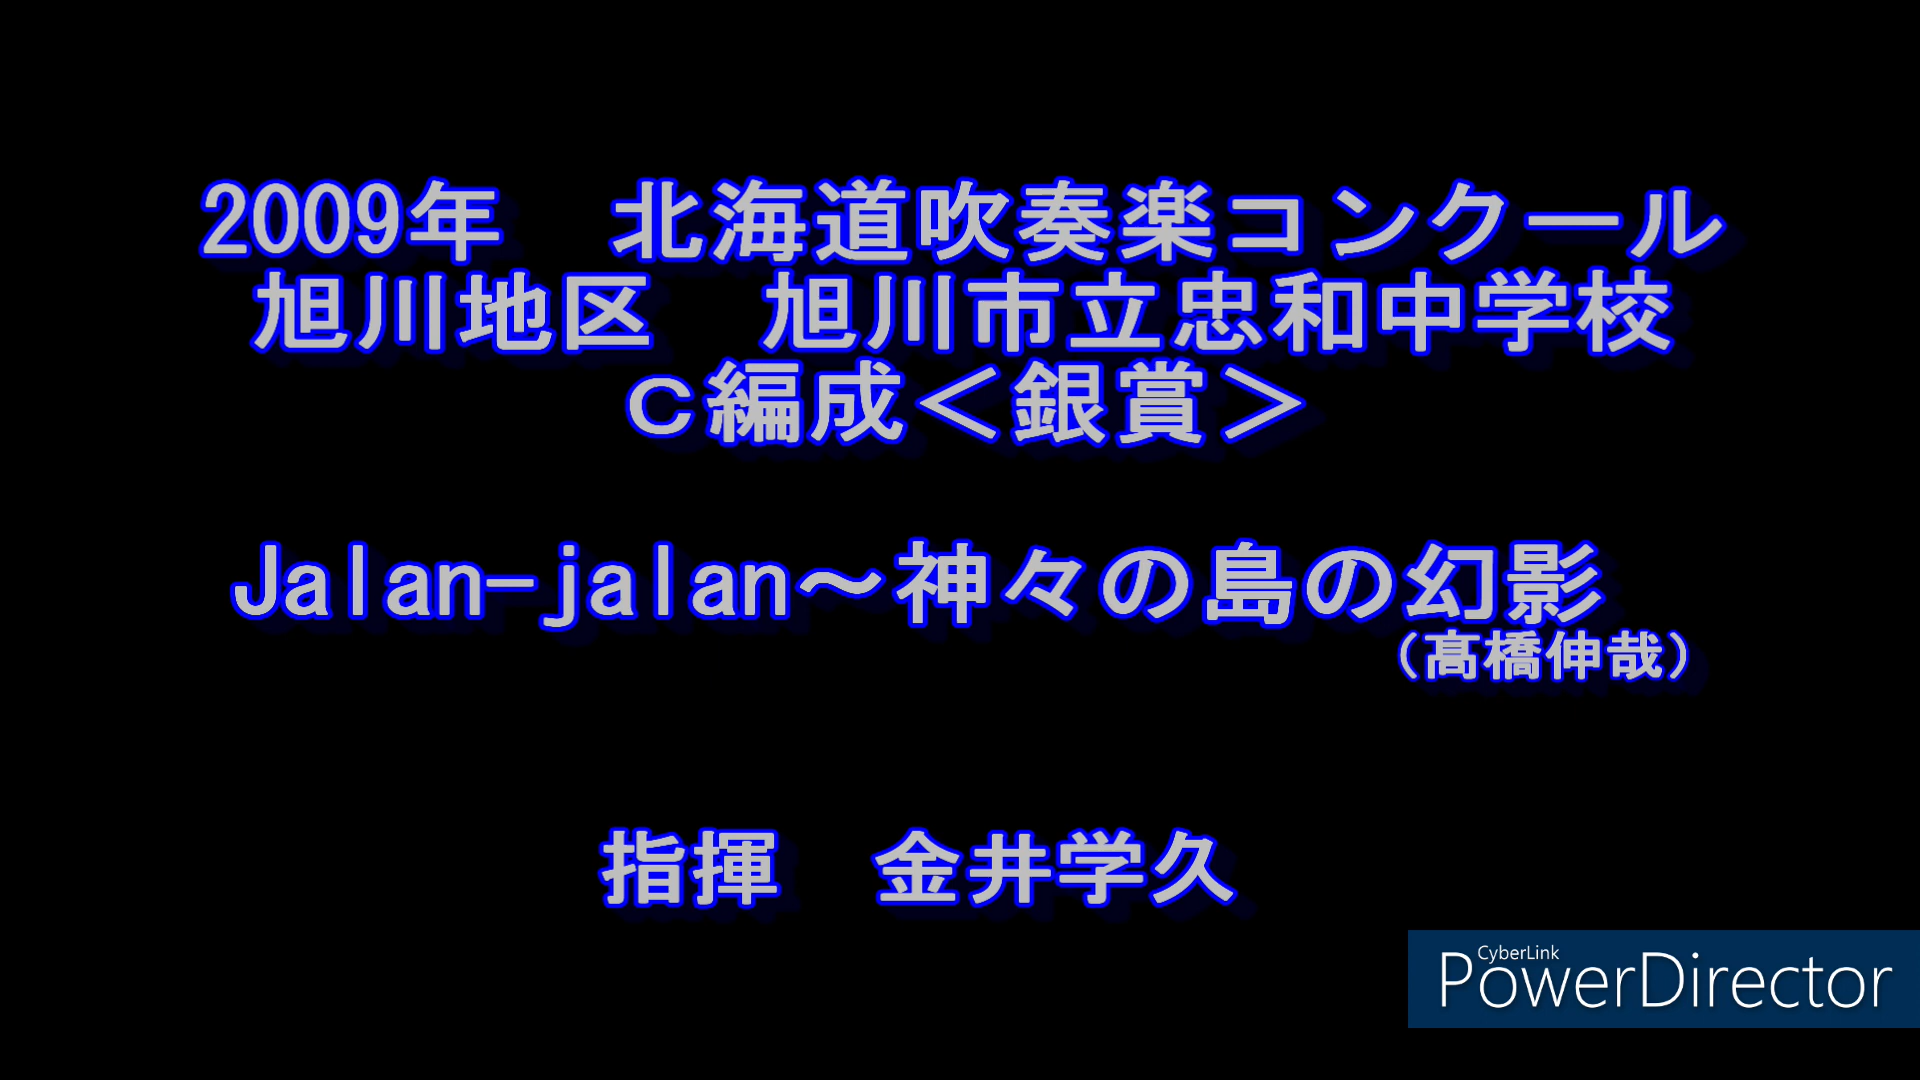 2009年　北海道吹奏楽コンクール
旭川地区　旭川市立忠和中学校
Ｃ編成＜銀賞＞
Jalan-jalan～神々の島の幻影
（髙橋伸哉）
指揮　金井学久
CyberLink
PowerDirector